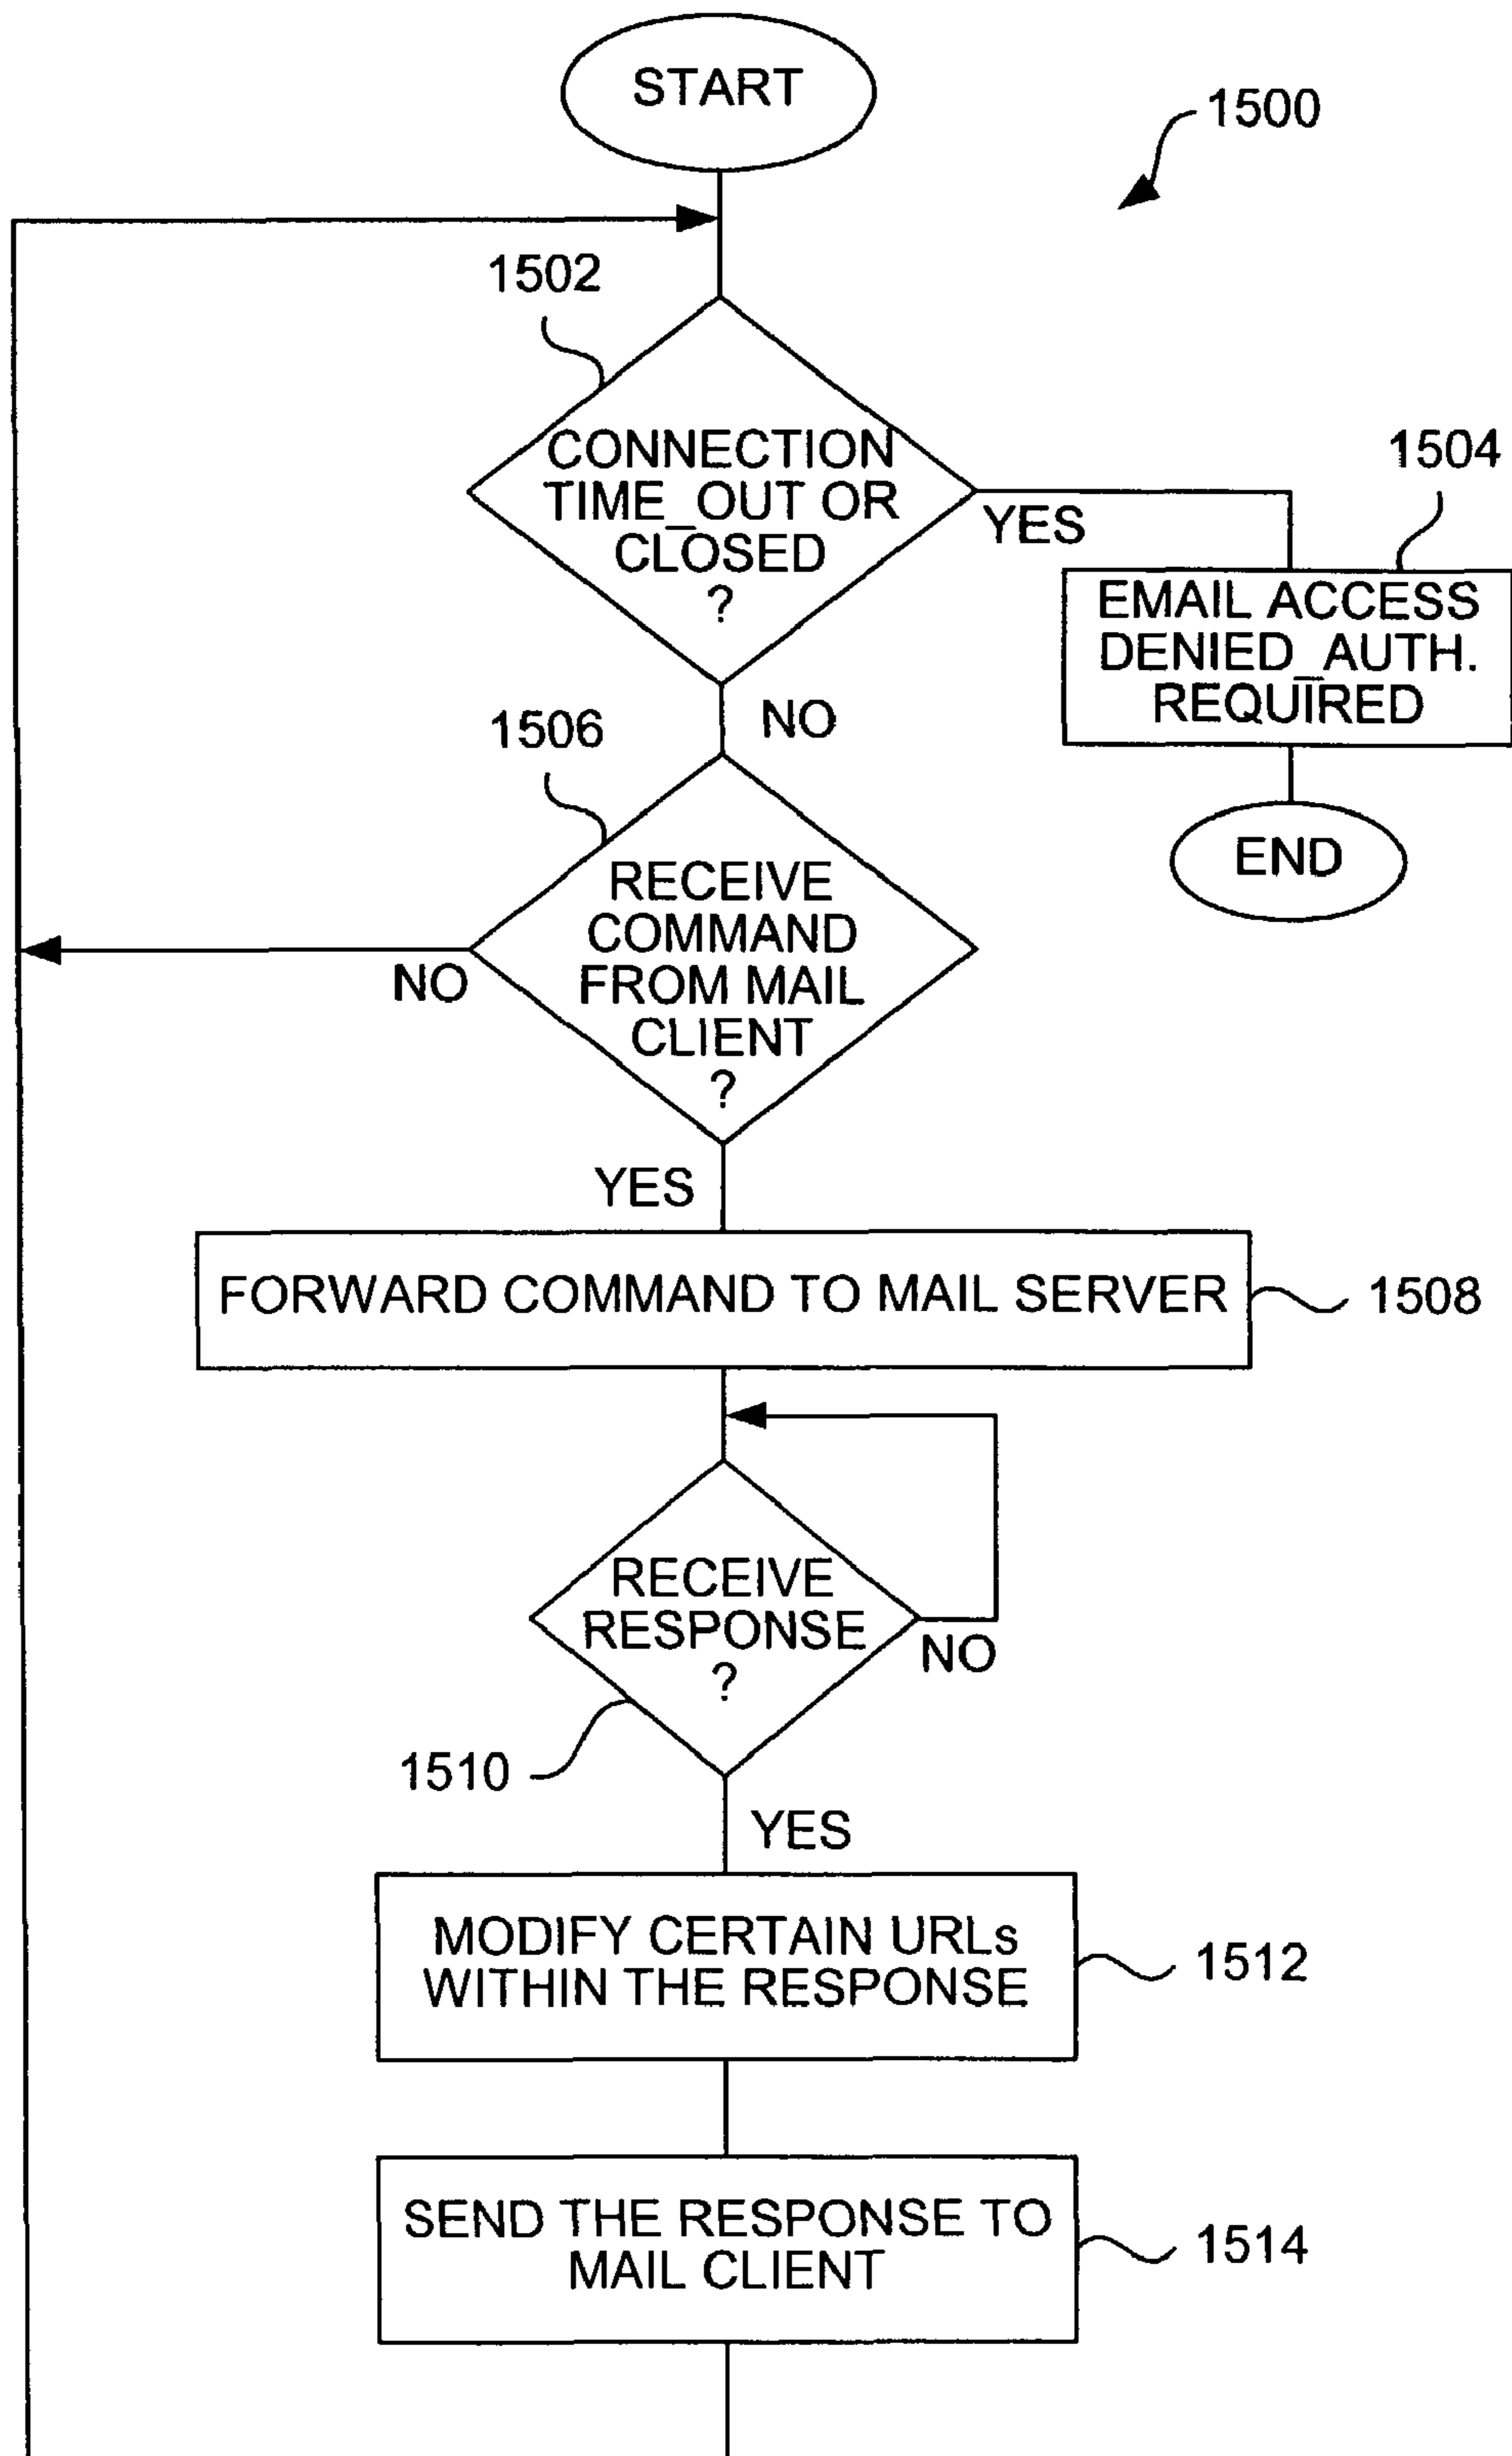 START
1500
1502
CONNECTION
TIME_OUT OR
CLOSED
?
YES
1504
EMAIL ACCESS
DENIED_AUTH.
REQUIRED
NO
END
1506
RECEIVE
COMMAND
FROM MAIL
CLIENT
?
NO
YES
FORWARD COMMAND TO MAIL SERVER
1508
RECEIVE
RESPONSE
?
NO
1510
YES
MODIFY CERTAIN URLs
WITHIN THE RESPONSE
1512
SEND THE RESPONSE TO
MAIL CLIENT
1514